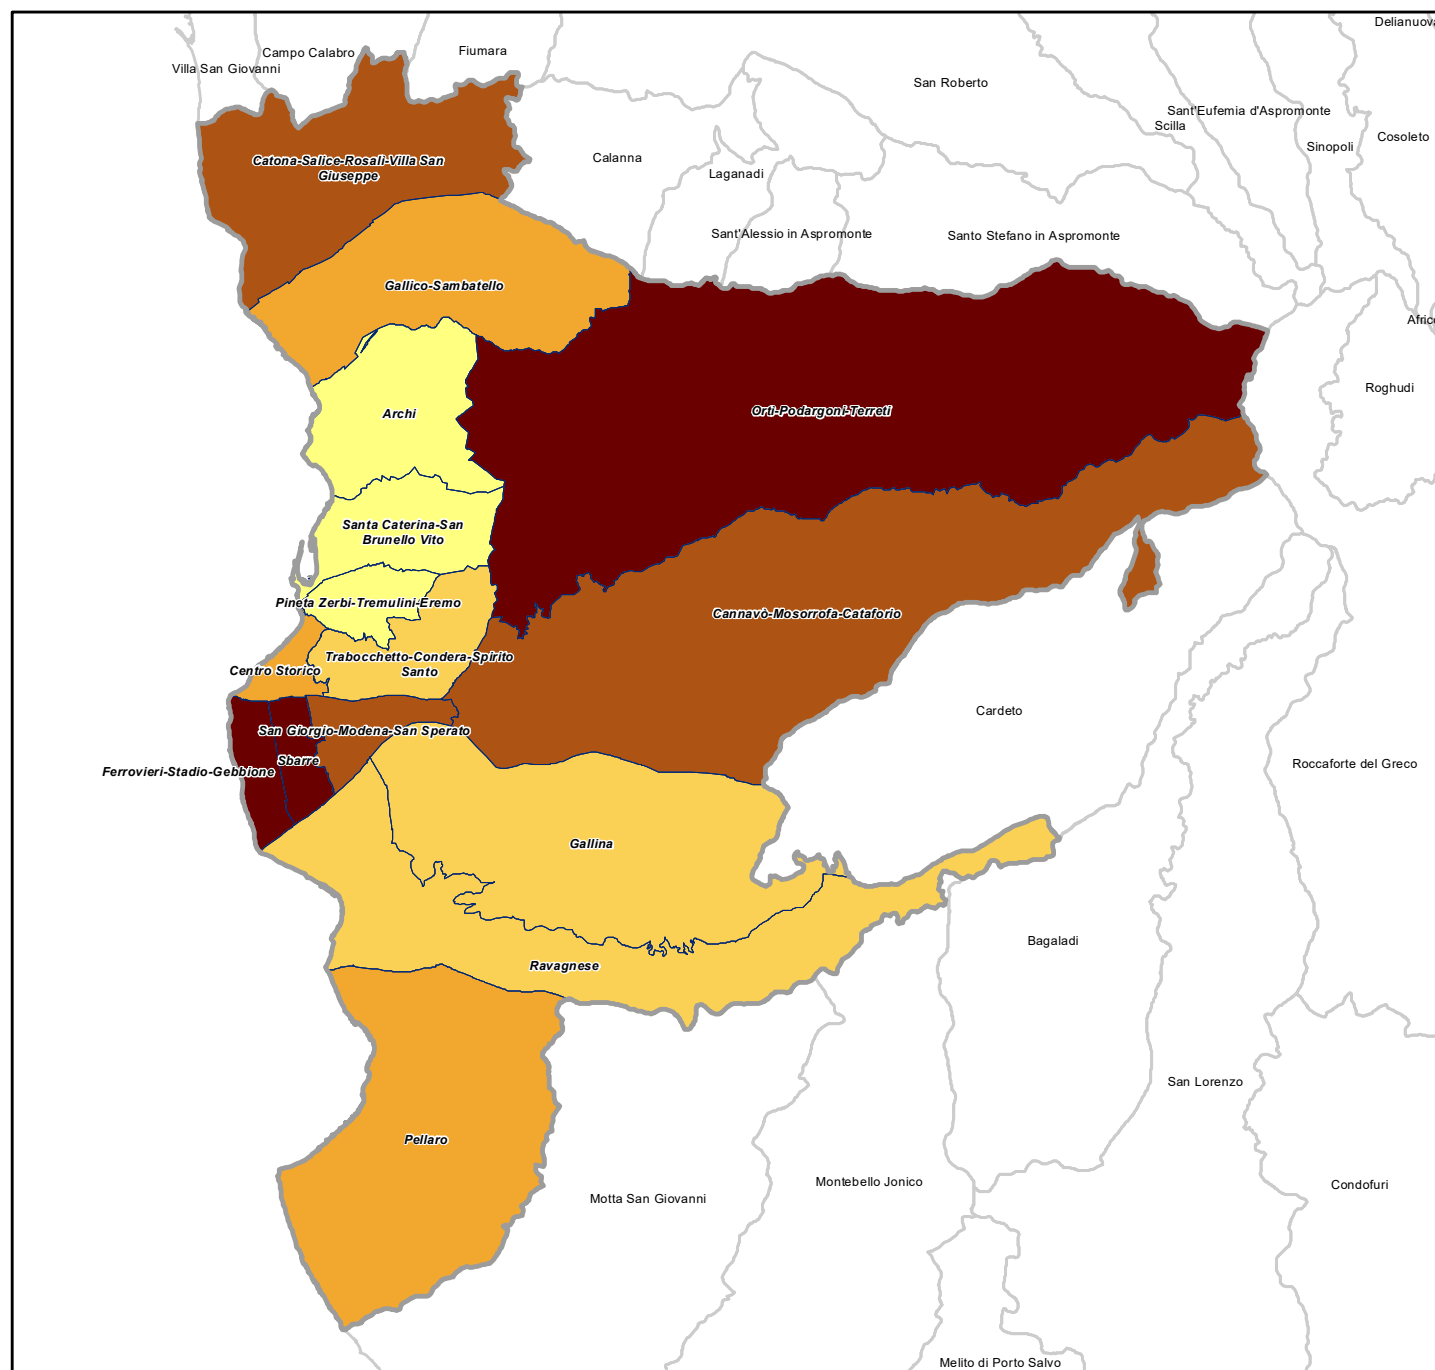 Delianuova
Campo Calabro
Fiumara
Villa San Giovanni
San Roberto
Sant'Eufemia d'Aspromonte
Scilla
Cosoleto
Sinopoli
Calanna
Catona-Salice-Rosali-Villa San
Giuseppe
Laganadi
Sant'Alessio in Aspromonte
Santo Stefano in Aspromonte
Gallico-Sambatello
Roghudi
Orti-Podargoni-Terreti
Archi
Santa Caterina-San
Brunello Vito
Pineta Zerbi-Tremulini-Eremo
Cannavò-Mosorrofa-Cataforio
Trabocchetto-Condera-Spirito
Santo
Centro Storico
Cardeto
San Giorgio-Modena-San Sperato
Sbarre
Ferrovieri-Stadio-Gebbione
Roccaforte del Greco
Gallina
Bagaladi
Ravagnese
San Lorenzo
Pellaro
Montebello Jonico
Condofuri
Motta San Giovanni
Melito di Porto Salvo